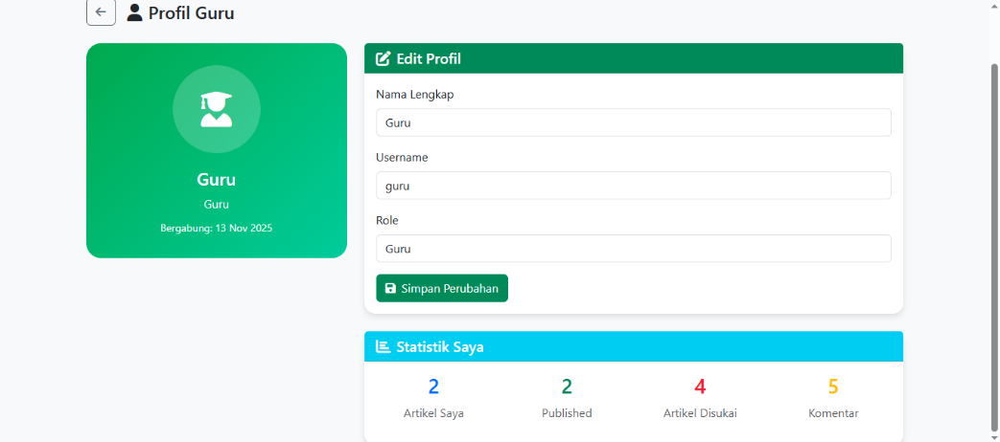 Profil Guru
Guru
Guru
Bergabung: 13 Nov 2025
Edit Profil
Nama Lengkap
Guru
Username
guru
Role
Guru
Simpan Perubahan
Statistik Saya
2 2 4 5
Artikel Saya Published Artikel Disukai Komentar